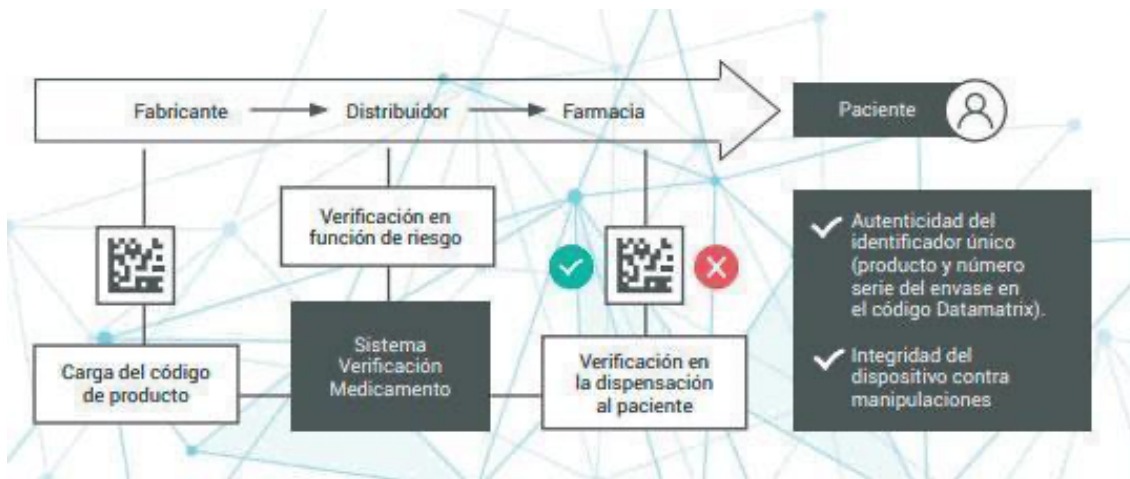 Fabricante
Distribuidor
Farmacia
Paciente
Verificación en
función de riesgo
Carga del código
de producto
Sistema
Verificación
Medicamento
Verificación en
la dispensación
al paciente
Autenticidad del
identificador único
(producto y número
serie del envase en
el código Datamatrix).
Integridad del
dispositivo contra
manipulaciones